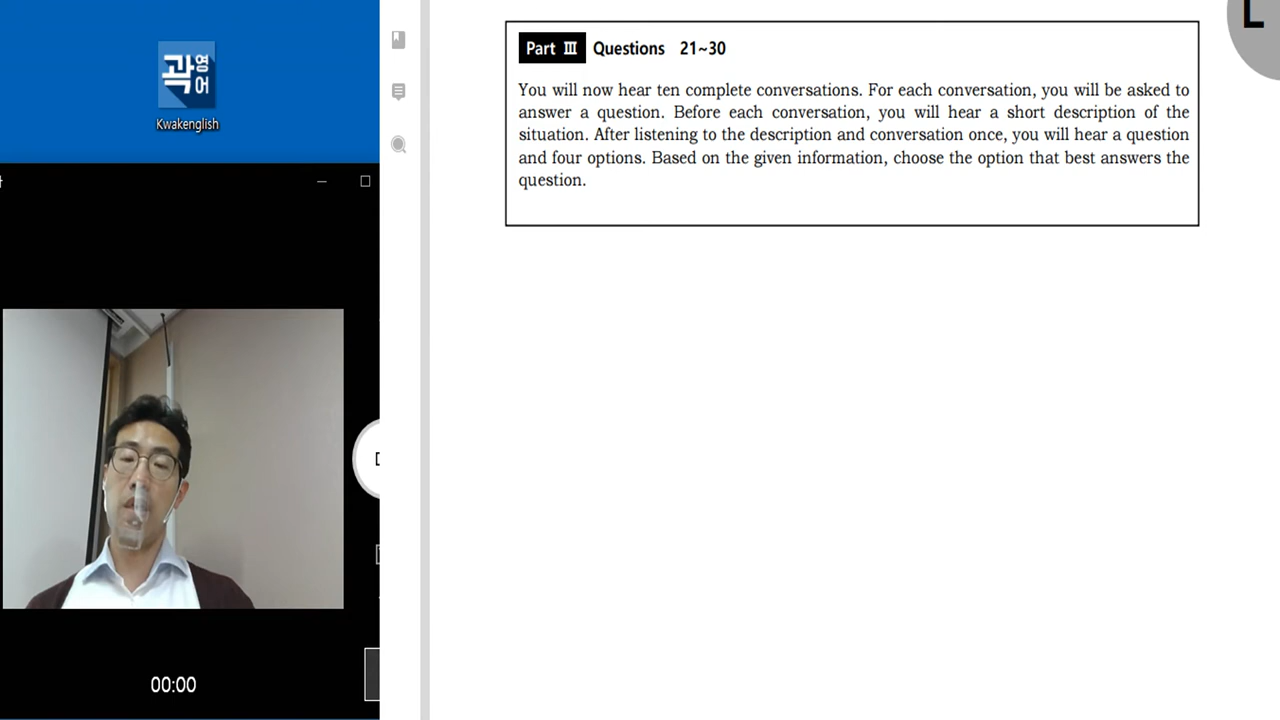 곽영어
Kwakenglish
00:00
Part Ⅲ Questions 21~30
You will now hear ten complete conversations. For each conversation, you will be asked to
answer a question. Before each conversation, you will hear a short description of the
situation. After listening to the description and conversation once, you will hear a question
and four options. Based on the given information, choose the option that best answers the
question.
L